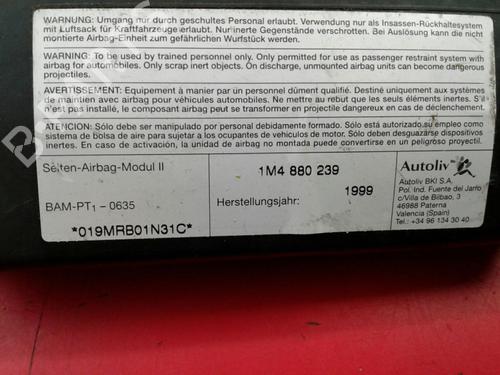 WARNUNG: Umgang nur durch geschultes Personal erlaubt. Verwendung nur als Insassen-Rückhaltesystem
mit Luftsack für Kraftfahrzeuge erlaubt. Nur inerte Gegenstände verschrotten. Bei Auslösung kann die nicht
montierte Airbag-Einheit zum gefährlichen Wurfstück werden.
WARNING: To be used by trained personnel only. Only permitted for use as passenger restraint system with
airbag for automobiles. Only scrap inert objects. On discharge, unmounted airbag units can become dangerous
projectiles.
AVERTISSEMENT: Equipement à manier par un personnel dûment qualifié. Destiné uniquement aux systèmes
de maintien avec airbag pour véhicules automobiles. Ne mettre au rebut que les seuls éléments inertes. S'il
n'est pas installé, le composant airbag risque de se transformer en projectile dangereux en cas de déclenchement.
ATENCION: Sólo debe ser manipulado por personal debidamente formado. Sólo está autorizado su empleo como
sistema de bolsa de aire para sujetar a los ocupantes de vehículos de motor. Sólo deben desguazarse dispositivos
inertes. En caso de activación, la unidad de airbag no montada puede convertirse en un peligroso proyectil.
Seiten-Airbag-Modul II
1M4 880 239
Autoliv
BAM-PT1 - 0635
Herstellungsjahr:
1999
Autoliv BKI S.A.
Pol. Ind. Fuente del Jarro
c/Villa de Bilbao, 3
46988 Paterna
Valencia (Spain)
Tel. +34 96 134 30 40
*019MRB01N31C*